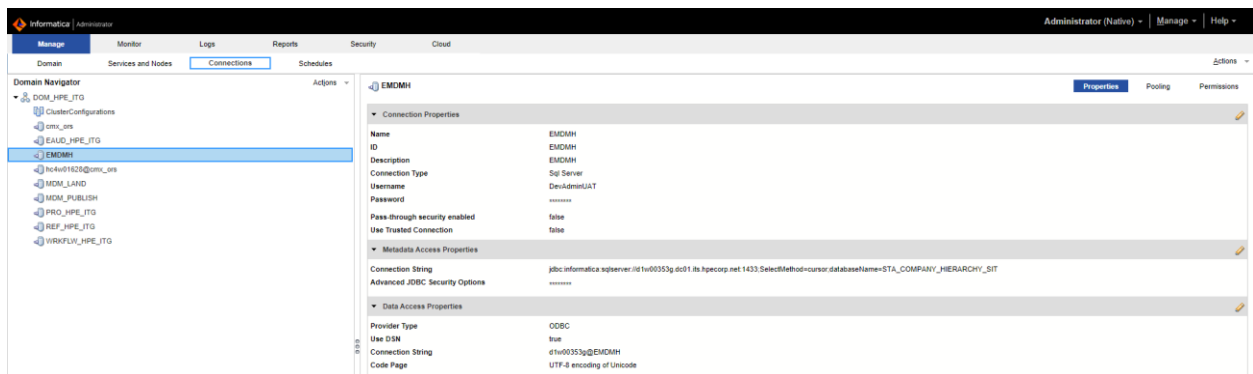 Informatica Administrator Administrator (Native) Manage Help
Manage Monitor Logs Reports Security Cloud
Domain Services and Nodes Connections Schedules Actions
Domain Navigator Actions
DOM_HPE_ITG
ClusterConfigurations
cmx_ors
EAUD_HPE_ITG
EMDMH
hc4w01628@cmx_ors
MDM_LAND
MDM_PUBLISH
PRO_HPE_ITG
REF_HPE_ITG
WRKFLW_HPE_ITG
EMDMH Properties Pooling Permissions
Connection Properties
Name EMDMH
ID EMDMH
Description EMDMH
Connection Type Sql Server
Username DevAdminUAT
Password ********
Pass-through security enabled false
Use Trusted Connection false
Metadata Access Properties
Connection String jdbc:informatica:sqlserver://d1w00353g.dc01.its.hpecorp.net:1433;SelectMethod=cursor;databaseName=STA_COMPANY_HIERARCHY_SIT
Advanced JDBC Security Options ********
Data Access Properties
Provider Type ODBC
Use DSN true
Connection String d1w00353g@EMDMH
Code Page UTF-8 encoding of Unicode